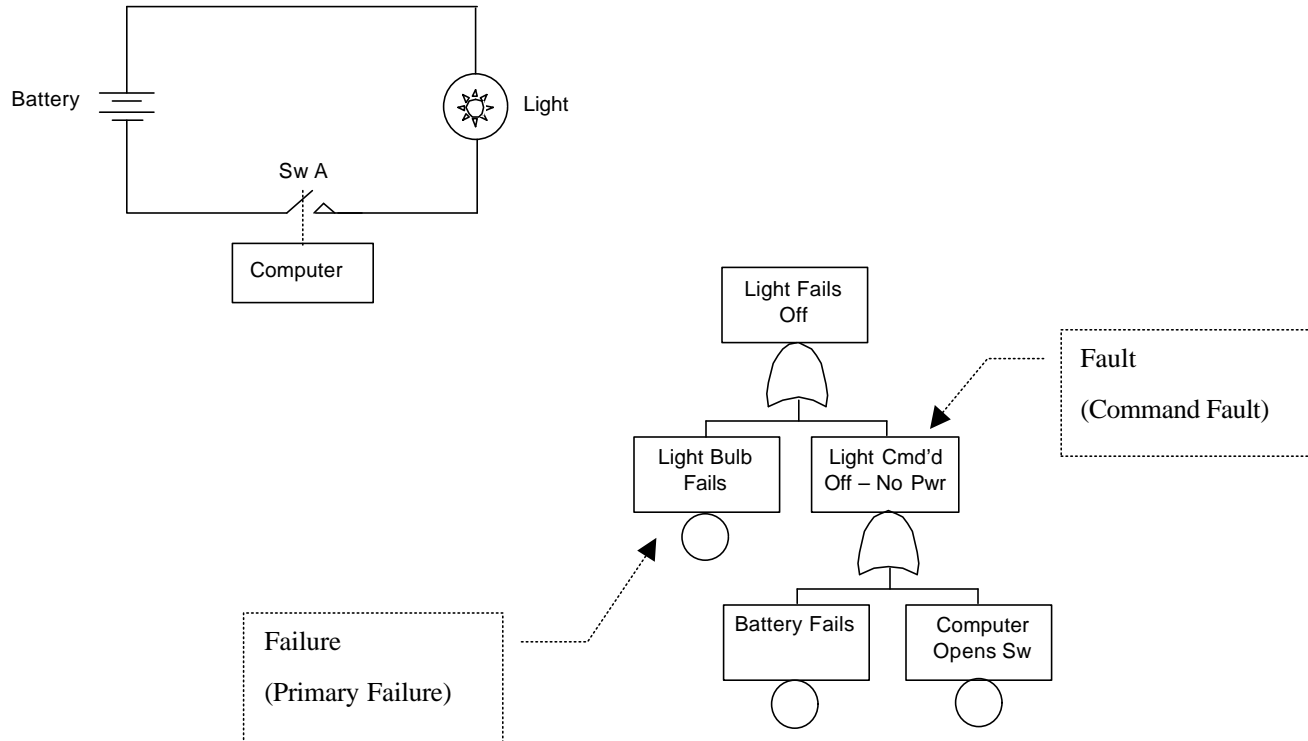 Battery
Light
Sw A
Computer
Light Fails
Off
Fault
(Command Fault)
Light Bulb
Fails
Light Cmd'd
Off – No Pwr
Failure
(Primary Failure)
Battery Fails
Computer
Opens Sw